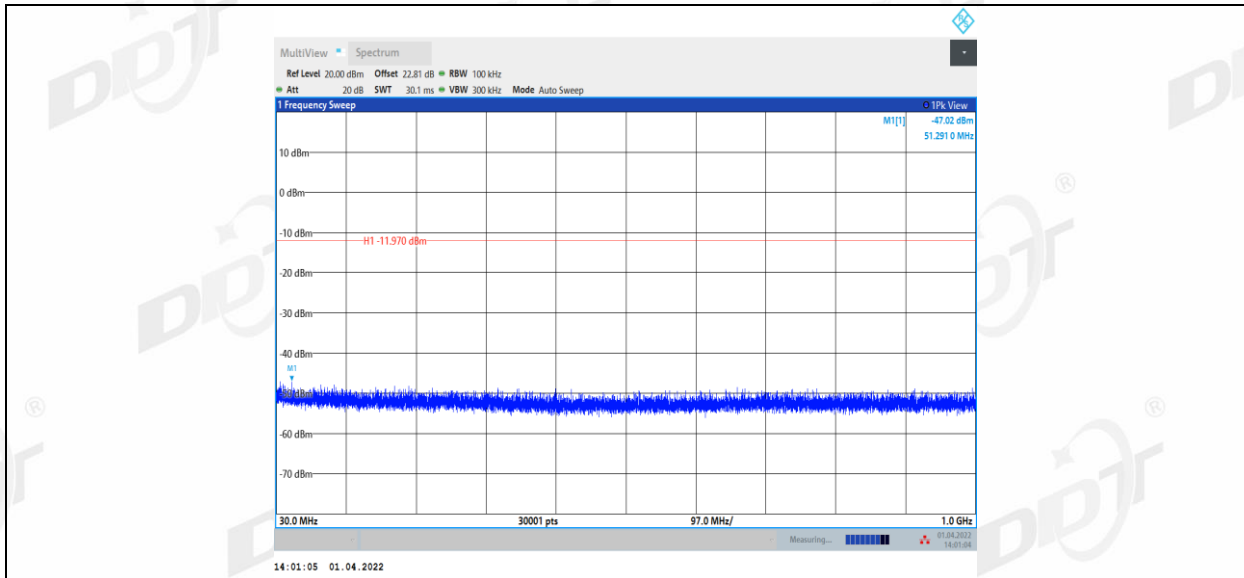 MultiView Spectrum
Ref Level 20.00 dBm Offset 22.81 dB RBW 100 kHz
Att 20 dB SWT 30.1 ms VBW 300 kHz Mode Auto Sweep
1 Frequency Sweep 1Pk View
M1[1] -47.02 dBm
51.291 0 MHz
10 dBm
0 dBm
-10 dBm
H1 -11.970 dBm
-20 dBm
-30 dBm
-40 dBm
M1
-50 dBm
-60 dBm
-70 dBm
30.0 MHz 30001 pts 97.0 MHz/ 1.0 GHz
Measuring... 01.04.2022
14:01:04
14:01:05 01.04.2022
DDT ®